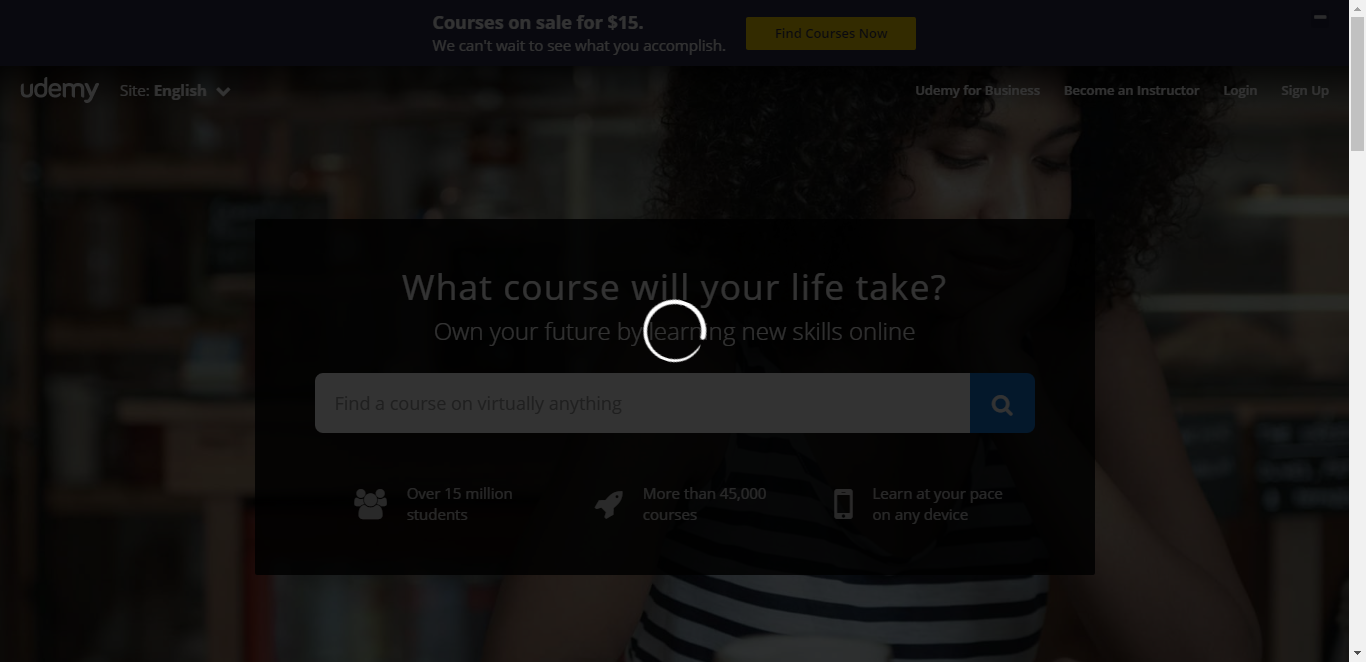 Courses on sale for $15.
We can't wait to see what you accomplish.
Find Courses Now
udemy
Site: English
Udemy for Business
Become an Instructor
Login
Sign Up
What course will your life take?
Own your future by learning new skills online
Find a course on virtually anything
Over 15 million
students
More than 45,000
courses
Learn at your pace
on any device